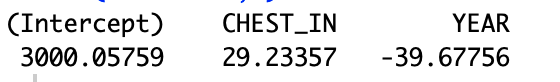 (Intercept) CHEST_IN YEAR
3000.05759 29.23357 -39.67756